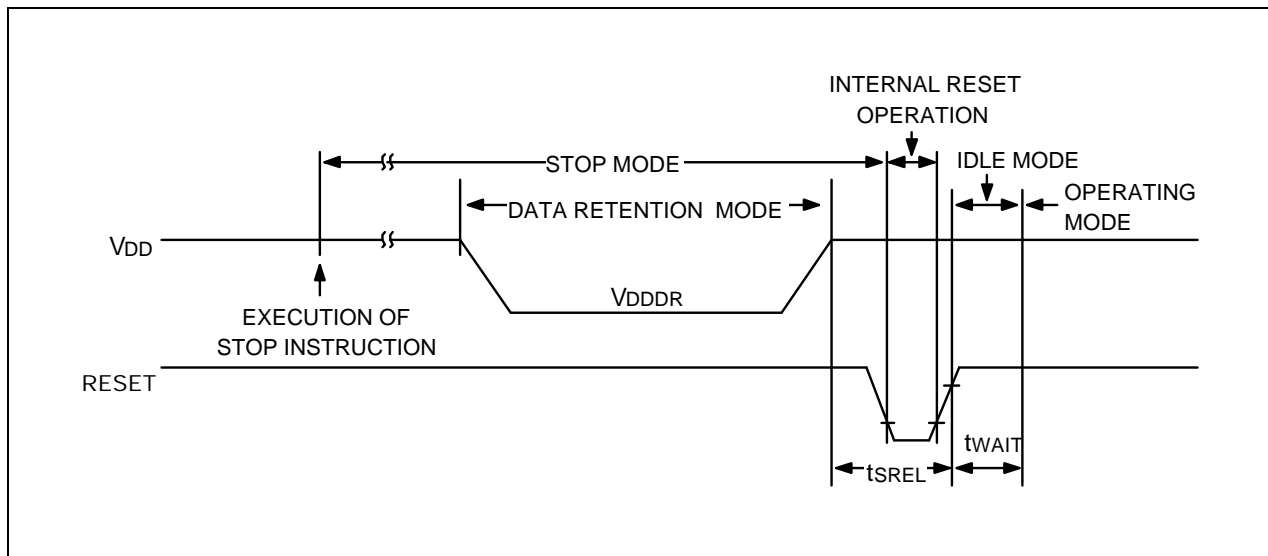 INTERNAL RESET
OPERATION
STOP MODE
IDLE MODE
DATA RETENTION MODE
OPERATING
MODE
VDD
VDDDR
EXECUTION OF
STOP INSTRUCTION
RESET
tWAIT
tSREL